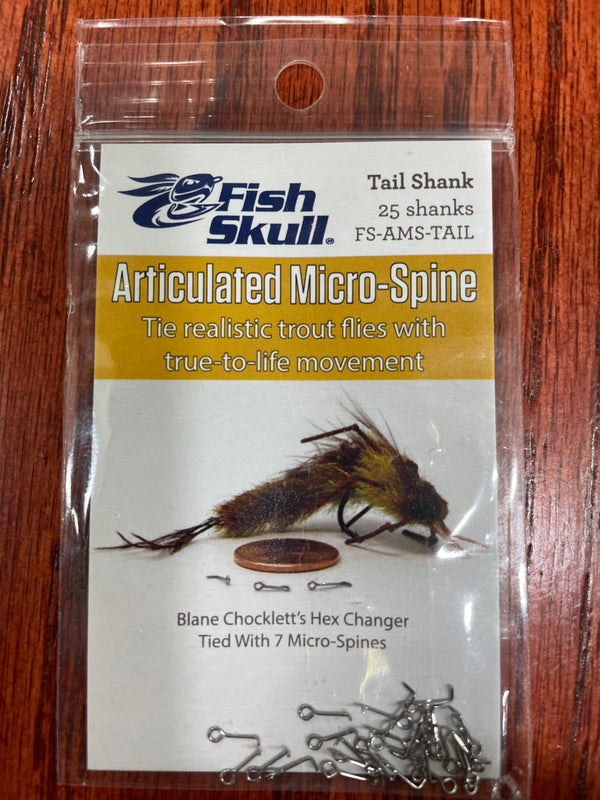 Fish
Skull®
Tail Shank
25 shanks
FS-AMS-TAIL
Articulated Micro-Spine
Tie realistic trout flies with
true-to-life movement
Blane Chocklett's Hex Changer
Tied With 7 Micro-Spines